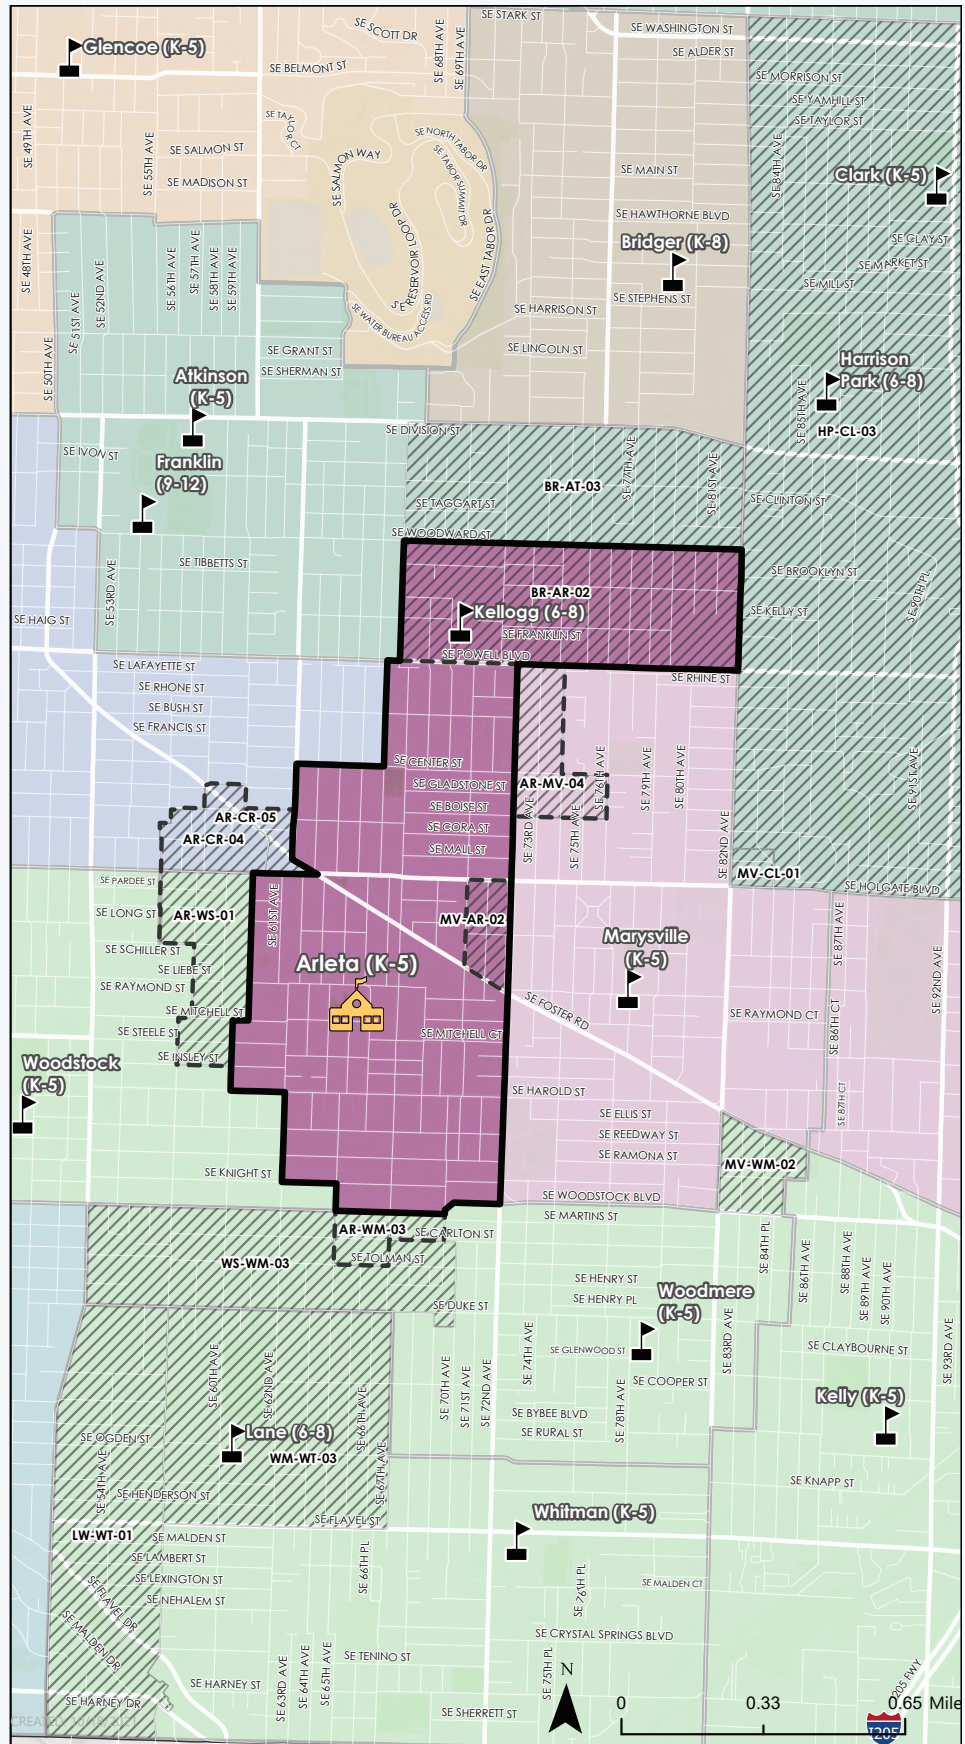 SE STARK ST
SE SCOTT DR
SE 68TH AVE
SE 69TH AVE
SE WASHINGTON ST
Glencoe (K-5)
SE ALDER ST
SE BELMONT ST
SE MORRISON ST
SE YAMHILL ST
SE TAYLOR ST
SE TAYLOR CT
SE NORTH TABOR DR
SE 49TH AVE
SE 55TH AVE
SE SALMON ST
SE SALMON WAY
SE TABOR SUMMIT DR
SE 84TH AVE
SE MAIN ST
Clark (K-5)
SE MADISON ST
SE HAWTHORNE BLVD
SE RESERVOIR LOOP DR
SE EAST TABOR DR
Bridger (K-8)
SE CLAY ST
SE MARKET ST
SE 48TH AVE
SE 51ST AVE
SE 52ND AVE
SE 56TH AVE
SE 57TH AVE
SE 58TH AVE
SE 59TH AVE
SE MILL ST
SE STEPHENS ST
SE HARRISON ST
SE WATER BUREAU ACCESS RD
SE GRANT ST
SE LINCOLN ST
SE 50TH AVE
SE SHERMAN ST
Harrison
Park (6-8)
Atkinson
(K-5)
SE 85TH AVE
HP-CL-03
SE DIVISION ST
SE IVON ST
Franklin
(9-12)
SE 77TH AVE
SE 81ST AVE
BR-AT-03
SE TAGGART ST
SE CLINTON ST
SE WOODWARD ST
SE TIBBETTS ST
SE BROOKLYN ST
SE 53RD AVE
BR-AR-02
SE 90TH PL
Kellogg (6-8)
SE KELLY ST
SE HAIG ST
SE FRANKLIN ST
SE POWELL BLVD
SE LAFAYETTE ST
SE RHINE ST
SE RHONE ST
SE BUSH ST
SE FRANCIS ST
SE CENTER ST
SE GLADSTONE ST
AR-MV-04
SE 76TH AVE
SE 79TH AVE
SE 80TH AVE
SE 91ST AVE
SE BOISE ST
AR-CR-05
SE CORA ST
SE 73RD AVE
SE 75TH AVE
AR-CR-04
SE MALL ST
SE 82ND AVE
MV-CL-01
SE PARDEE ST
SE HOLGATE BLVD
SE LONG ST
AR-WS-01
SE 61ST AVE
MV-AR-02
SE 87TH AVE
SE SCHILLER ST
Marysville
(K-5)
SE LIEBE ST
Arleta (K-5)
SE RAYMOND ST
SE 92ND AVE
SE MITCHELL ST
SE FOSTER RD
SE RAYMOND CT
SE 86TH CT
SE STEELE ST
SE MITCHELL CT
SE INSLEY ST
Woodstock
(K-5)
SE HAROLD ST
SE 87TH CT
SE ELLIS ST
SE REEDWAY ST
SE RAMONA ST
MV-WM-02
SE KNIGHT ST
SE WOODSTOCK BLVD
SE MARTINS ST
AR-WM-03
SE CARLTON ST
SE TOLMAN ST
WS-WM-03
SE 84TH PL
SE 86TH AVE
SE 88TH AVE
SE 89TH AVE
SE 90TH AVE
SE HENRY ST
Woodmere
(K-5)
SE HENRY PL
SE DUKE ST
SE 74TH AVE
SE GLENWOOD ST
SE 83RD AVE
SE CLAYBOURNE ST
SE 93RD AVE
SE 60TH AVE
SE 62ND AVE
SE 66TH AVE
SE 70TH AVE
SE 71ST AVE
SE 72ND AVE
SE COOPER ST
SE 78TH AVE
Kelly (K-5)
SE BYBEE BLVD
SE OGDEN ST
Lane (6-8)
SE RURAL ST
WM-WT-03
SE 54TH AVE
SE 67TH AVE
SE HENDERSON ST
SE KNAPP ST
Whitman (K-5)
SE FLAVEL ST
LW-WT-01
SE MALDEN ST
SE LAMBERT ST
SE LEXINGTON ST
SE 66TH PL
SE 76TH PL
SE MALDEN CT
SE FLAVEL DR
SE NEHALEM ST
SE MALDEN DR
SE CRYSTAL SPRINGS BLVD
SE TENINO ST
SE 75TH PL
SE HARNEY ST
SE 63RD AVE
SE 64TH AVE
SE 65TH AVE
SE HARNEY DR
SE SHERRETT ST
N
0 0.33 0.65 Mile
205 FWY
I205
CREATED: 10/18/2021